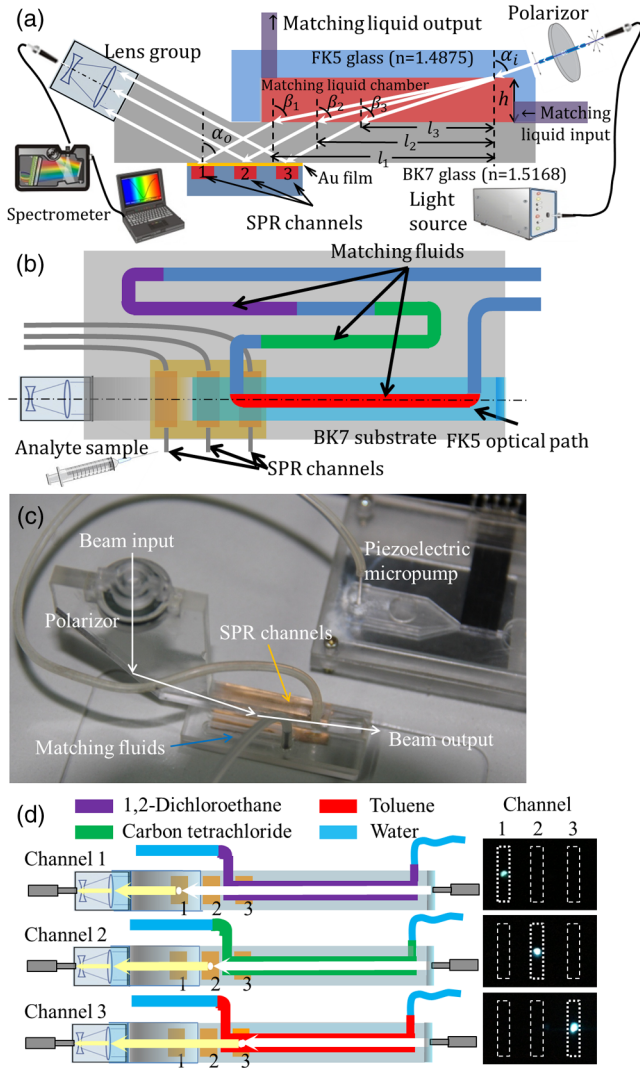 (a)
Matching liquid output
Polarizor
Lens group
FK5 glass (n=1.4875)
αi
Matching liquid chamber
β1
β2
β3
h
αo
l3
Matching
liquid input
l2
l1
1
2
3
Au film
BK7 glass (n=1.5168)
Spectrometer
SPR channels
Light
source
(b)
Matching fluids
Analyte sample
BK7 substrate
FK5 optical path
SPR channels
(c)
Beam input
Piezoelectric
micropump
Polarizor
SPR channels
Matching fluids
Beam output
(d)
1,2-Dichloroethane
Toluene
Channel
Carbon tetrachloride
Water
1 2 3
Channel 1
1 2 3
Channel 2
1 2 3
Channel 3
1 2 3